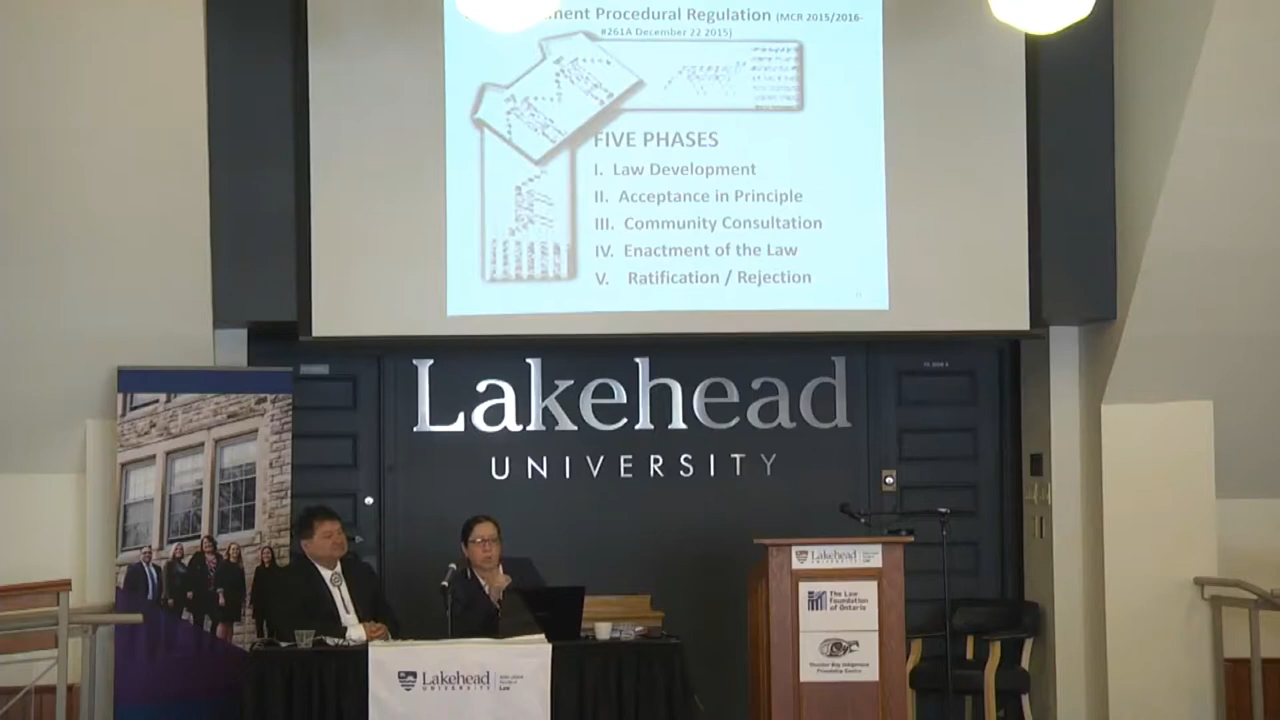 Procedural Regulation (MCR 2015/2016-
#261A December 22 2015)
FIVE PHASES
I. Law Development
II. Acceptance in Principle
III. Community Consultation
IV. Enactment of the Law
V. Ratification / Rejection
Lakehead
UNIVERSITY
Lakehead
UNIVERSITY
Law
Lakehead
UNIVERSITY
The Law
Foundation
of Ontario
Thunder Bay Indigenous
Friendship Centre